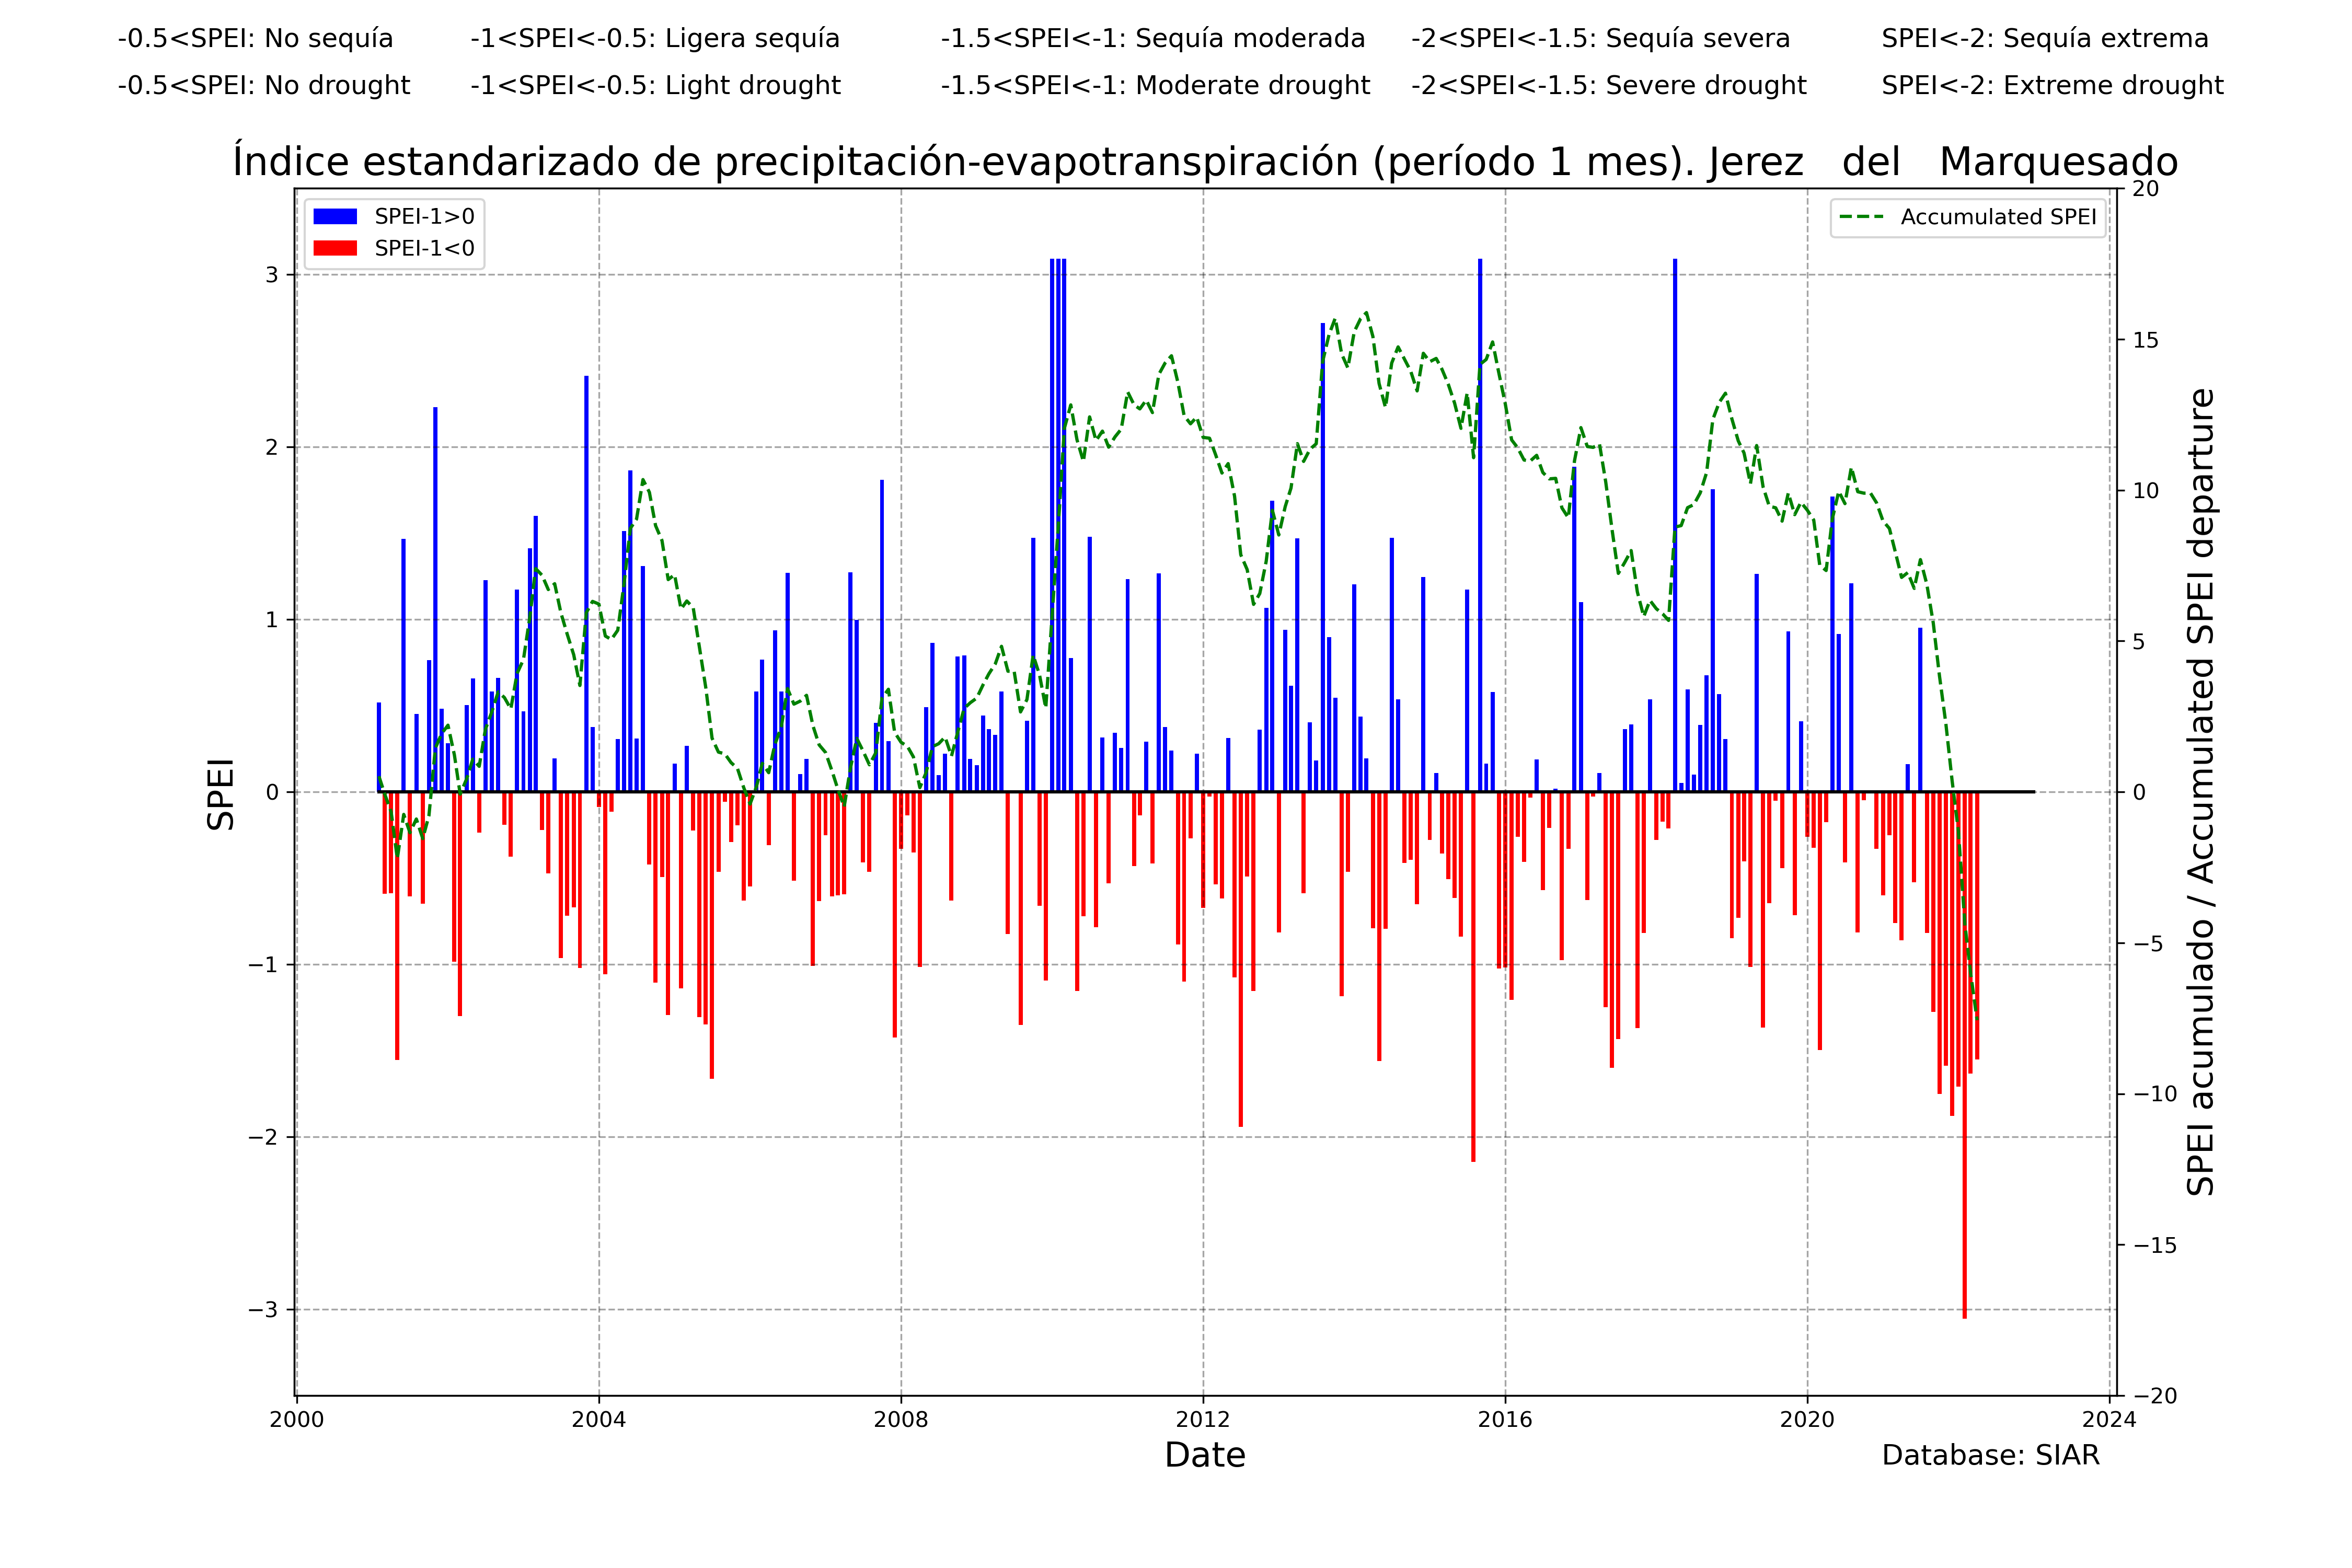 -0.5<SPEI: No sequía -1<SPEI<-0.5: Ligera sequía -1.5<SPEI<-1: Sequía moderada -2<SPEI<-1.5: Sequía severa SPEI<-2: Sequía extrema
-0.5<SPEI: No drought -1<SPEI<-0.5: Light drought -1.5<SPEI<-1: Moderate drought -2<SPEI<-1.5: Severe drought SPEI<-2: Extreme drought
Índice estandarizado de precipitación-evapotranspiración (período 1 mes). Jerez del Marquesado
SPEI-1>0
SPEI-1<0
Accumulated SPEI
SPEI
3
2
1
0
−1
−2
−3
20
15
10
5
0
−5
−10
−15
−20
SPEI acumulado / Accumulated SPEI departure
2000 2004 2008 2012 2016 2020 2024
Date
Database: SIAR